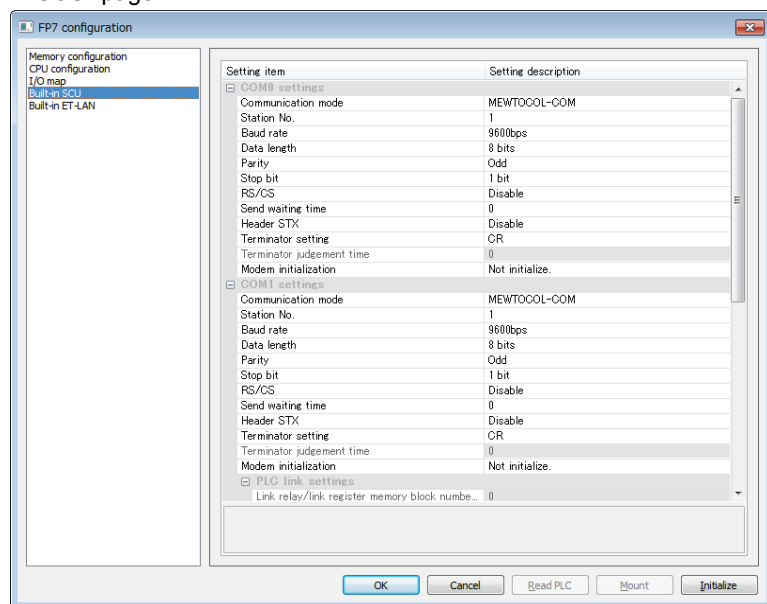 FP7 configuration
Memory configuration
CPU configuration
I/O map
Built-in SCU
Built-in ET-LAN
Setting item Setting description
COM0 settings
Communication mode MEWTOCOL-COM
Station No. 1
Baud rate 9600bps
Data length 8 bits
Parity Odd
Stop bit 1 bit
RS/CS Disable
Send waiting time 0
Header STX Disable
Terminator setting CR
Terminator judgement time 0
Modem initialization Not initialize.
COM1 settings
Communication mode MEWTOCOL-COM
Station No. 1
Baud rate 9600bps
Data length 8 bits
Parity Odd
Stop bit 1 bit
RS/CS Disable
Send waiting time 0
Header STX Disable
Terminator setting CR
Terminator judgement time 0
Modem initialization Not initialize.
PLC link settings
Link relay/link register memory block numbe... 0
OK Cancel Read PLC Mount Initialize